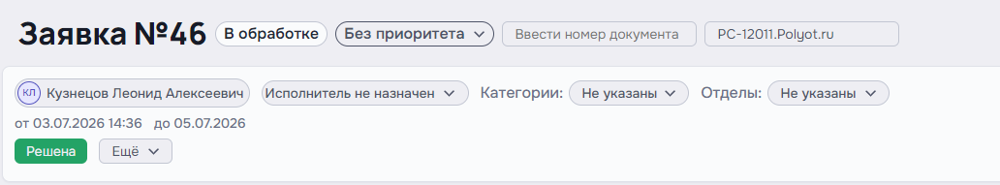 Заявка №46 В обработке Без приоритета Ввести номер документа PC-12011.Polyot.ru
КЛ Кузнецов Леонид Алексеевич Исполнитель не назначен Категории: Не указаны Отделы: Не указаны
от 03.07.2026 14:36 до 05.07.2026
Решена Ещё